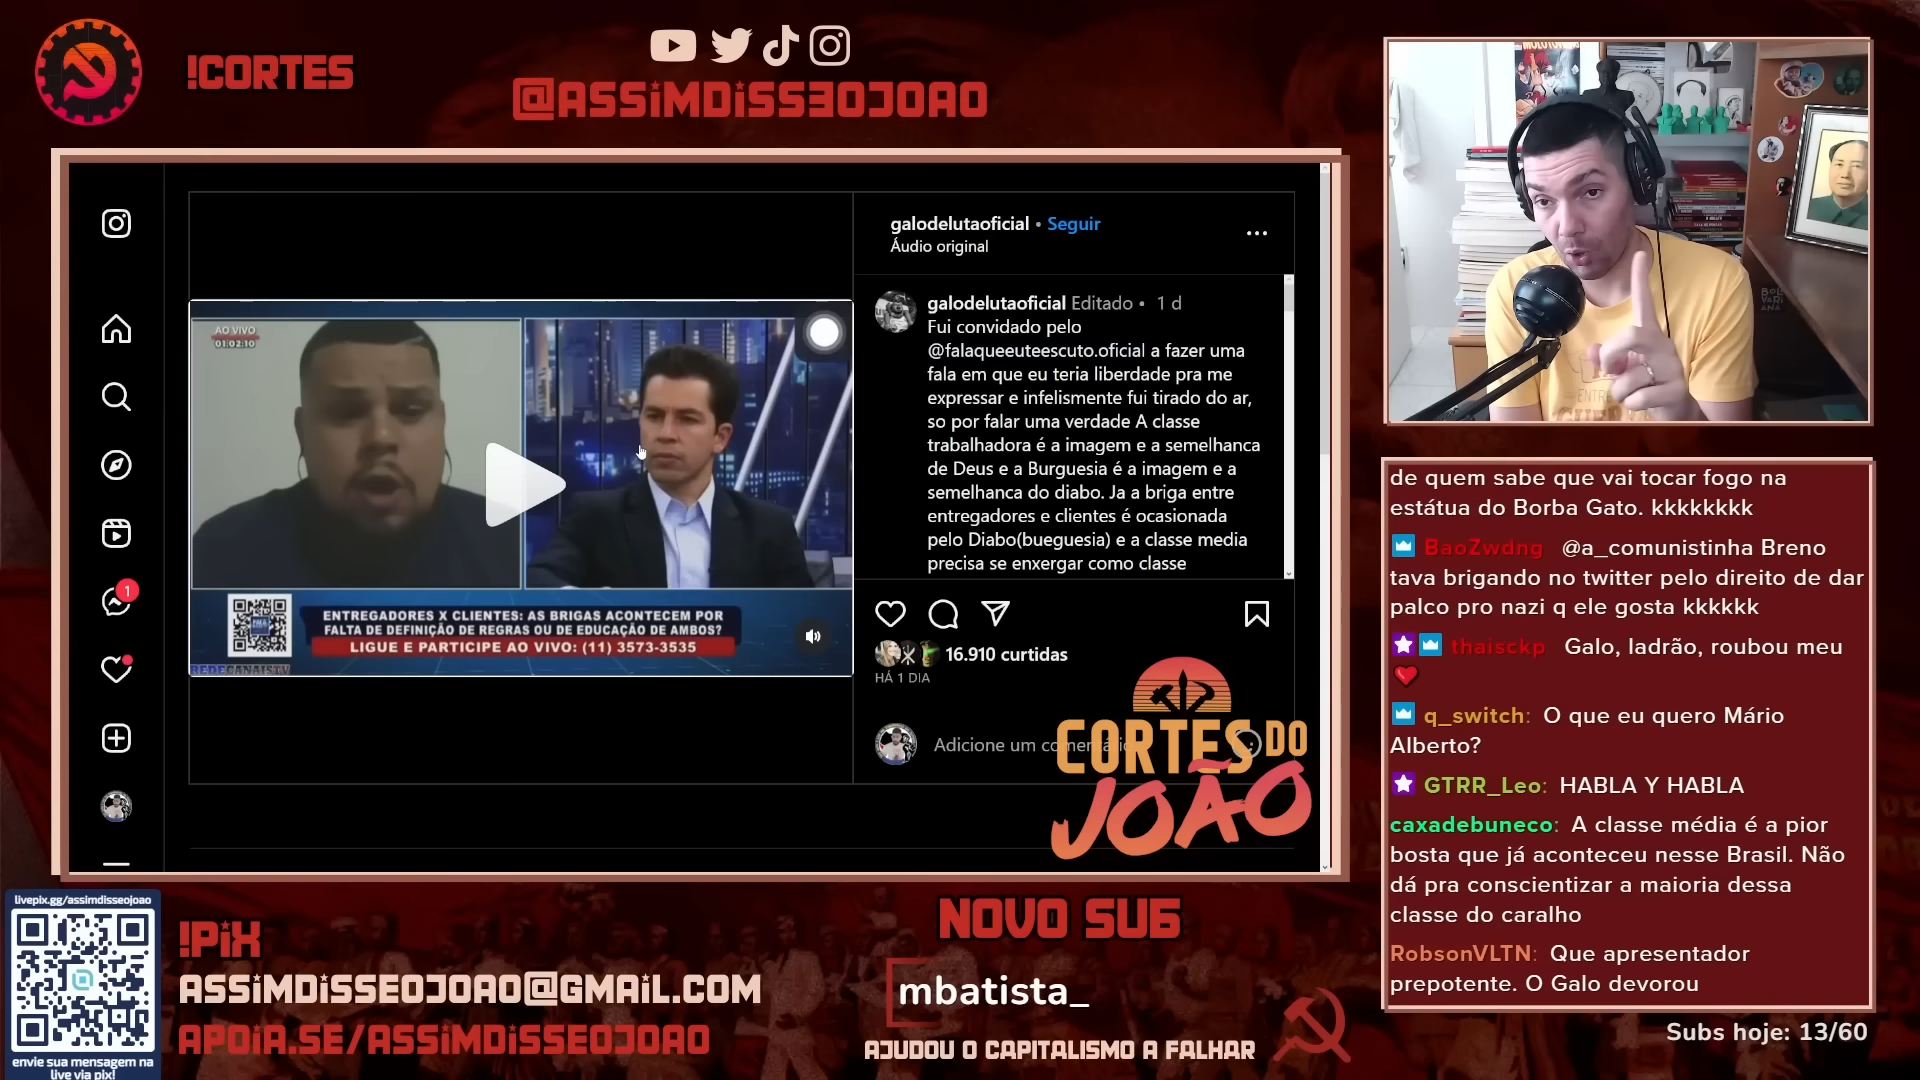 !CORTES
@ASSIMDISSEOJOAO
galodelutaoficial • Seguir
Áudio original
galodelutaoficial Editado • 1 d
Fui convidado pelo
@falaqueeuteescuto.oficial a fazer uma
fala em que eu teria liberdade pra me
expressar e infelismente fui tirado do ar,
so por falar uma verdade A classe
trabalhadora é a imagem e a semelhanca
de Deus e a Burguesia é a imagem e a
semelhanca do diabo. Ja a briga entre
entregadores e clientes é ocasionada
pelo Diabo(bueguesia) e a classe media
precisa se enxergar como classe
AO VIVO
01:02:10
ENTREGADORES X CLIENTES: AS BRIGAS ACONTECEM POR
FALTA DE DEFINIÇÃO DE REGRAS OU DE EDUCAÇÃO DE AMBOS?
LIGUE E PARTICIPE AO VIVO: (11) 3573-3535
REDECANAISTV
1
16.910 curtidas
HÁ 1 DIA
Adicione um comentário
CORTES DO
JOÃO
de quem sabe que vai tocar fogo na
estátua do Borba Gato. kkkkkkkk
BaoZwdng @a_comunistinha Breno
tava brigando no twitter pelo direito de dar
palco pro nazi q ele gosta kkkkkk
thaisckp Galo, ladrão, roubou meu
q_switch: O que eu quero Mário
Alberto?
GTRR_Leo: HABLA Y HABLA
caxadebuneco: A classe média é a pior
bosta que já aconteceu nesse Brasil. Não
dá pra conscientizar a maioria dessa
classe do caralho
RobsonVLTN: Que apresentador
prepotente. O Galo devorou
Subs hoje: 13/60
livepix.gg/assimdisseojoao
envie sua mensagem na
live via pix!
!PIX
ASSIMDISSEOJOAO@GMAIL.COM
APOIA.SE/ASSIMDISSEOJOAO
NOVO SUB
mbatista_
AJUDOU O CAPITALISMO A FALHAR